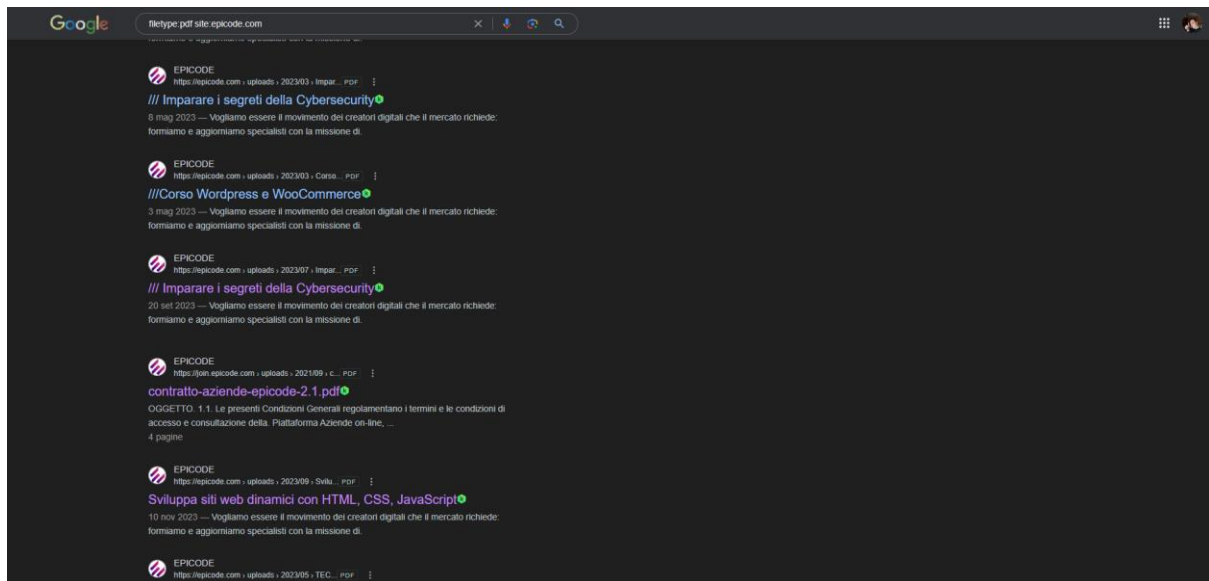 Google
filetype:pdf site:epicode.com
formiamo e aggiorniamo specialisti con la missione di.
EPICODE
https://epicode.com › uploads › 2023/03 › Impar... PDF
/// Imparare i segreti della Cybersecurity
8 mag 2023 — Vogliamo essere il movimento dei creatori digitali che il mercato richiede:
formiamo e aggiorniamo specialisti con la missione di.
EPICODE
https://epicode.com › uploads › 2023/03 › Corso... PDF
///Corso Wordpress e WooCommerce
3 mag 2023 — Vogliamo essere il movimento dei creatori digitali che il mercato richiede:
formiamo e aggiorniamo specialisti con la missione di.
EPICODE
https://epicode.com › uploads › 2023/07 › Impar... PDF
/// Imparare i segreti della Cybersecurity
20 set 2023 — Vogliamo essere il movimento dei creatori digitali che il mercato richiede:
formiamo e aggiorniamo specialisti con la missione di.
EPICODE
https://join.epicode.com › uploads › 2021/09 › c... PDF
contratto-aziende-epicode-2.1.pdf
OGGETTO. 1.1. Le presenti Condizioni Generali regolamentano i termini e le condizioni di
accesso e consultazione della. Piattaforma Aziende on-line, ...
4 pagine
EPICODE
https://epicode.com › uploads › 2023/09 › Svilu... PDF
Sviluppa siti web dinamici con HTML, CSS, JavaScript
10 nov 2023 — Vogliamo essere il movimento dei creatori digitali che il mercato richiede:
formiamo e aggiorniamo specialisti con la missione di.
EPICODE
https://epicode.com › uploads › 2023/05 › TEC... PDF